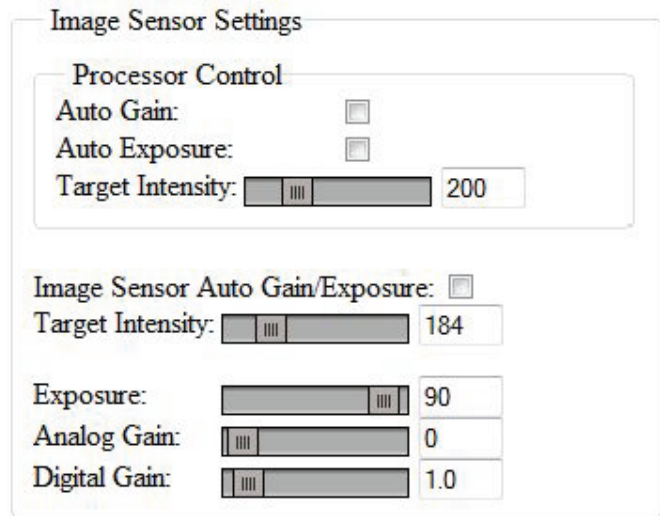 Image Sensor Settings
Processor Control
Auto Gain:
Auto Exposure:
Target Intensity: 200
Image Sensor Auto Gain/Exposure:
Target Intensity: 184
Exposure: 90
Analog Gain: 0
Digital Gain: 1.0